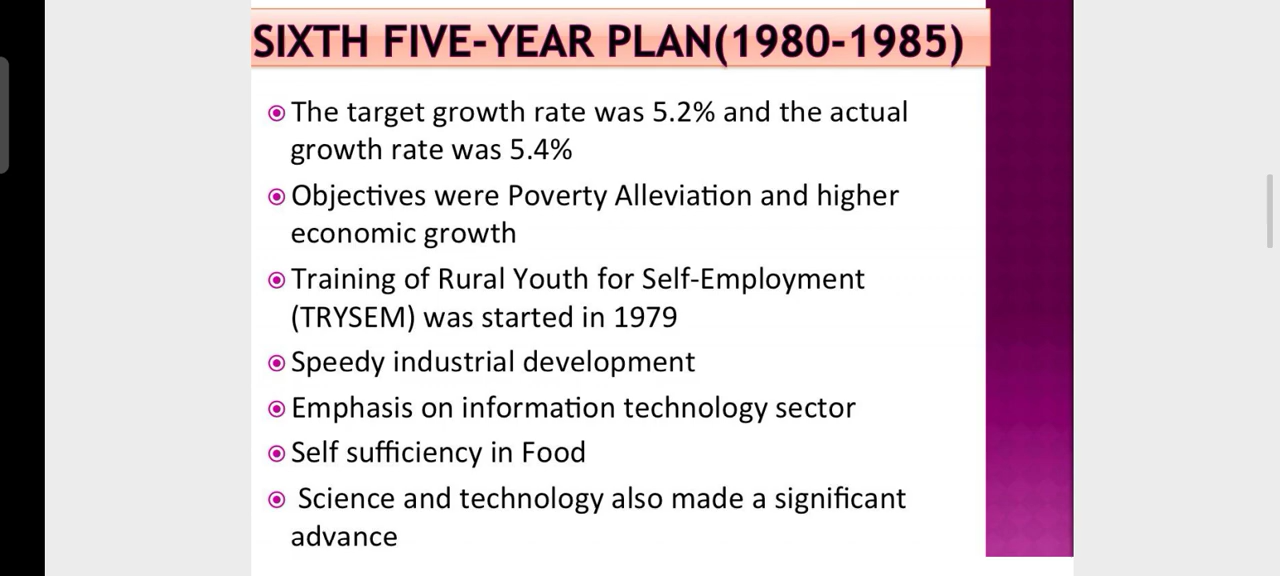 SIXTH FIVE-YEAR PLAN(1980-1985)
The target growth rate was 5.2% and the actual
growth rate was 5.4%
Objectives were Poverty Alleviation and higher
economic growth
Training of Rural Youth for Self-Employment
(TRYSEM) was started in 1979
Speedy industrial development
Emphasis on information technology sector
Self sufficiency in Food
Science and technology also made a significant
advance